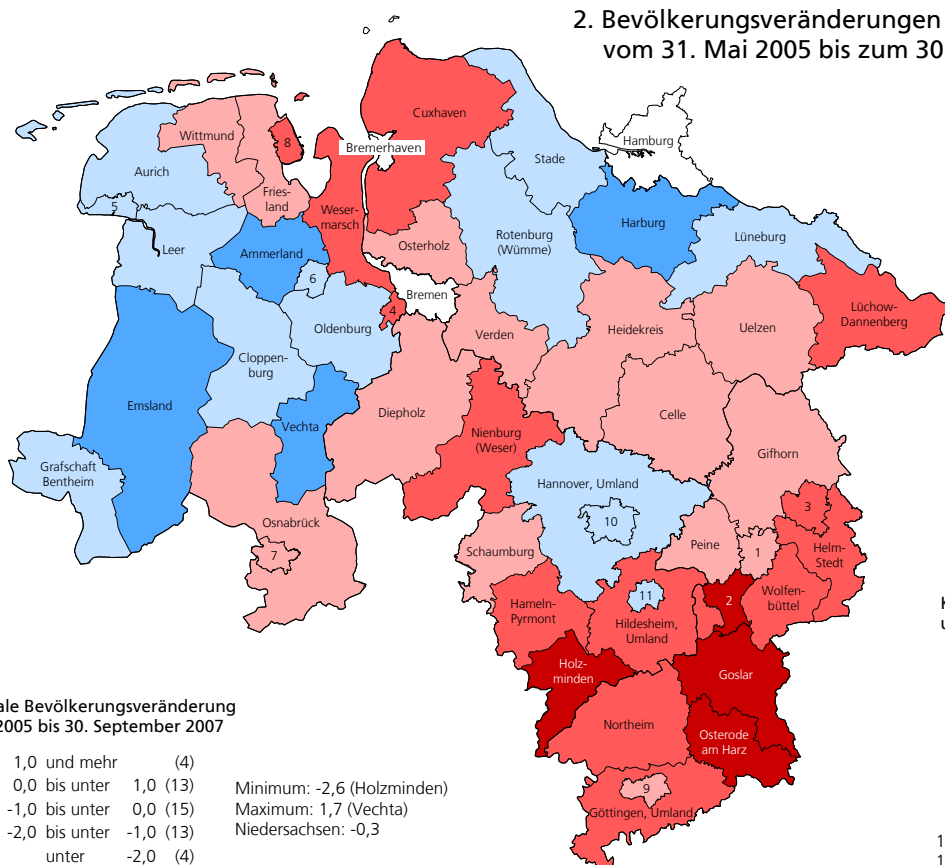 2. Bevölkerungsveränderungen
vom 31. Mai 2005 bis zum 30
Cuxhaven
Hamburg
Wittmund
8
Bremerhaven
Stade
Aurich
Fries-
land
5
Weser-
marsch
Harburg
Rotenburg
(Wümme)
Lüneburg
Osterholz
Leer
Ammerland
6
Bremen
4
Lüchow-
Dannenberg
Oldenburg
Verden
Heidekreis
Uelzen
Cloppen-
burg
Emsland
Diepholz
Celle
Vechta
Nienburg
(Weser)
Gifhorn
Grafschaft
Bentheim
Hannover, Umland
3
10
Osnabrück
7
Schaumburg
Peine
1
Helm-
Stedt
11
2
Wolfen-
büttel
Hameln-
Pyrmont
Hildesheim,
Umland
K
u
Holz-
minden
Goslar
Northeim
Osterode
am Harz
9
Göttingen, Umland
ale Bevölkerungsveränderung
2005 bis 30. September 2007
1,0 und mehr (4)
0,0 bis unter 1,0 (13)
-1,0 bis unter 0,0 (15)
-2,0 bis unter -1,0 (13)
unter -2,0 (4)
Minimum: -2,6 (Holzminden)
Maximum: 1,7 (Vechta)
Niedersachsen: -0,3
1
1